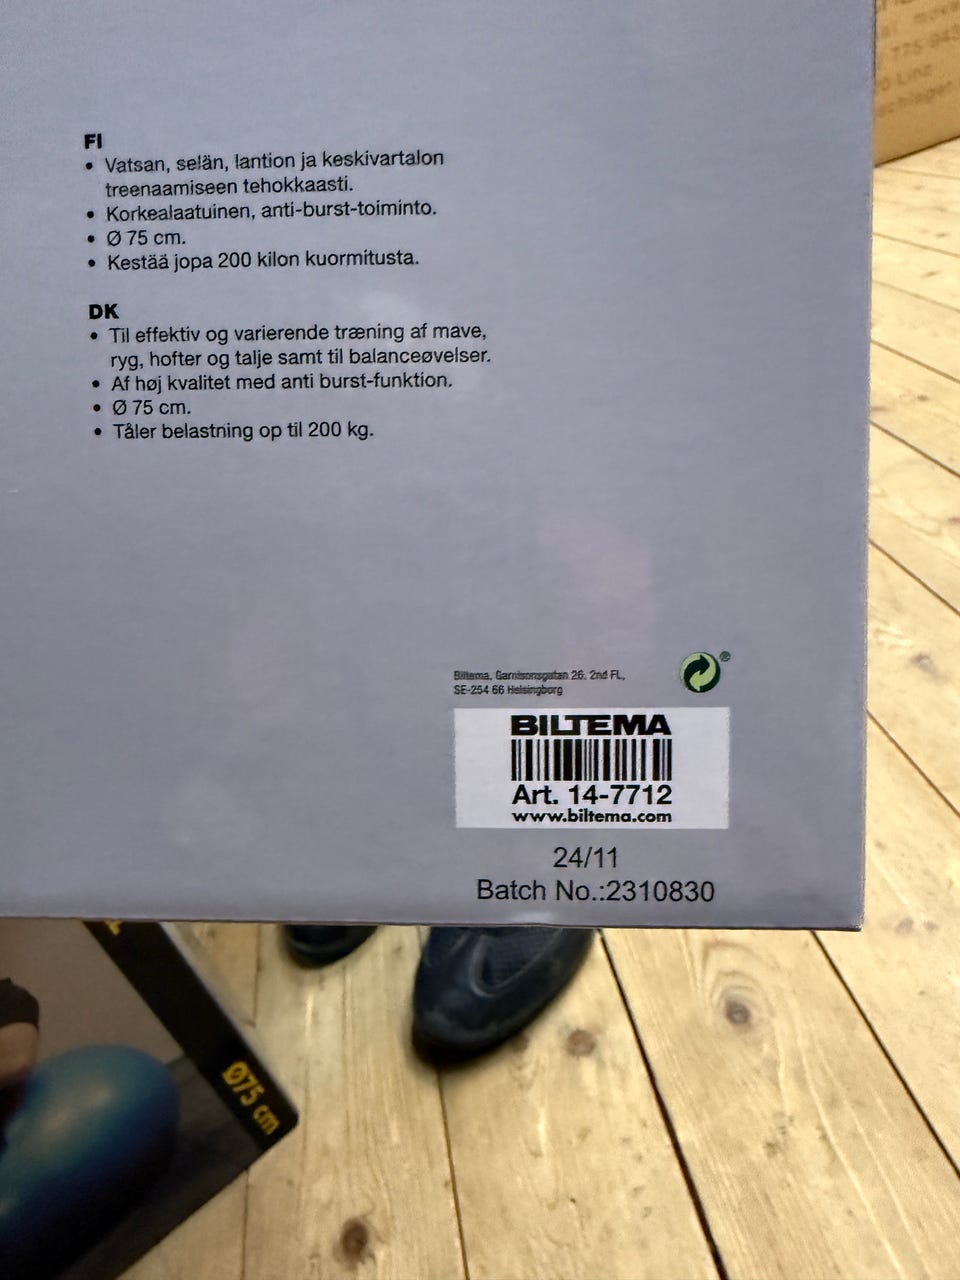 FI
• Vatsan, selän, lantion ja keskivartalon
treenaamiseen tehokkaasti.
• Korkealaatuinen, anti-burst-toiminto.
• Ø 75 cm.
• Kestää jopa 200 kilon kuormitusta.
DK
• Til effektiv og varierende træning af mave,
ryg, hofter og talje samt til balanceøvelser.
• Af høj kvalitet med anti burst-funktion.
• Ø 75 cm.
• Tåler belastning op til 200 kg.
Biltema, Garnisonsgatan 26, 2nd FL,
SE-254 66 Helsingborg
®
BILTEMA
Art. 14-7712
www.biltema.com
24/11
Batch No.:2310830
Ø75 cm
Linz